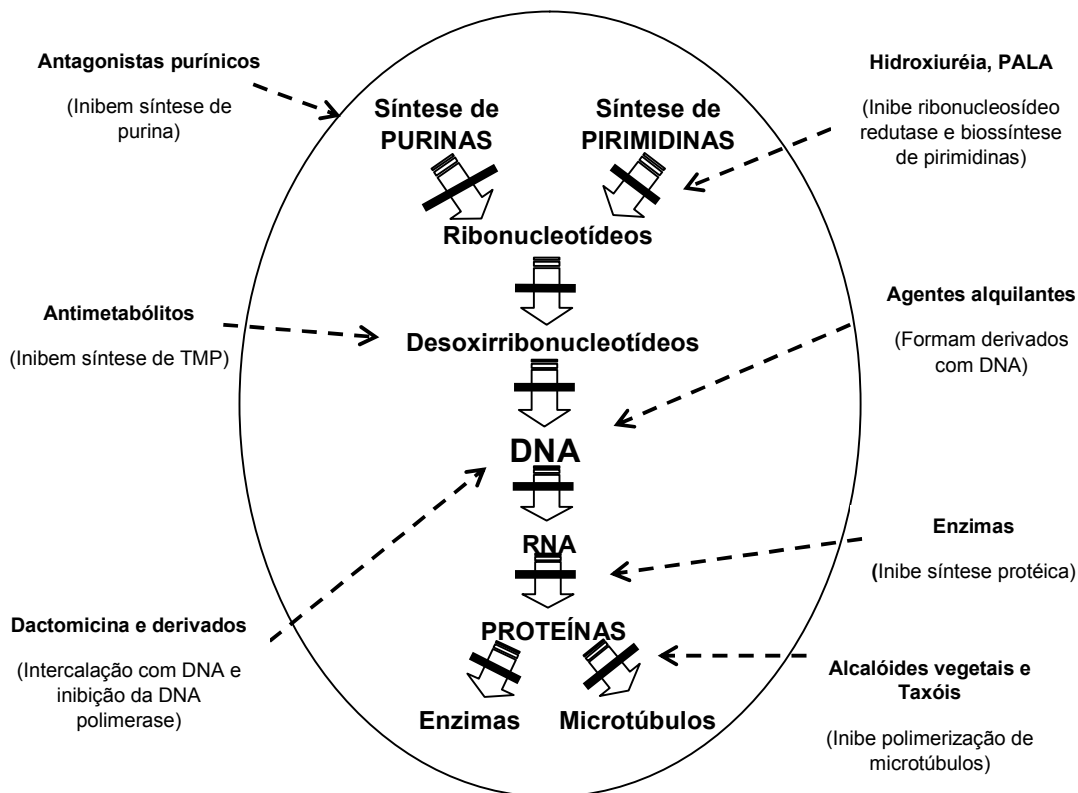 Antagonistas purínicos
(Inibem síntese de
purina)
Hidroxiuréia, PALA
(Inibe ribonucleosídeo
redutase e biossíntese
de pirimidinas)
Síntese de
PURINAS
Síntese de
PIRIMIDINAS
Ribonucleotídeos
Antimetabólitos
(Inibem síntese de TMP)
Agentes alquilantes
(Formam derivados
com DNA)
Desoxirribonucleotídeos
DNA
RNA
Enzimas
(Inibe síntese protéica)
Dactomicina e derivados
(Intercalação com DNA e
inibição da DNA
polimerase)
PROTEÍNAS
Alcalóides vegetais e
Taxóis
(Inibe polimerização de
microtúbulos)
Enzimas
Microtúbulos